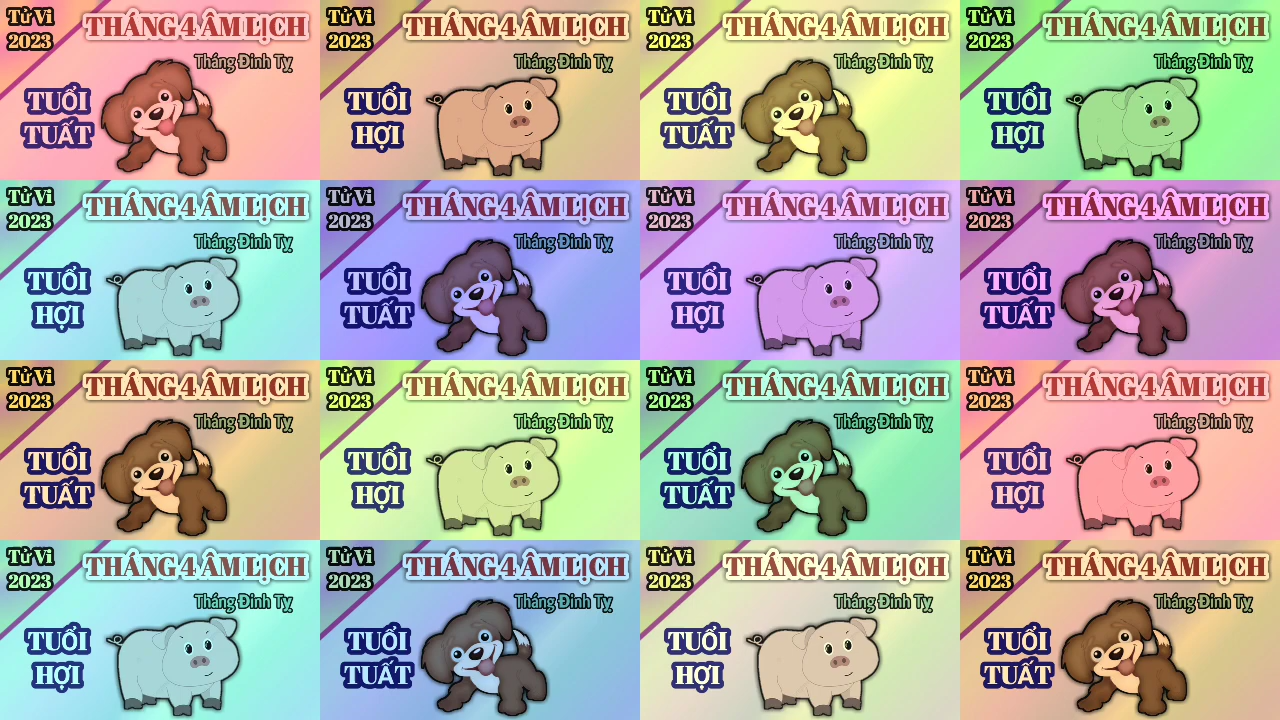 Tử Vi
2023
THÁNG 4 ÂM LỊCH
Tháng Đinh Tỵ
TUỔI
TUẤT
Tử Vi
2023
THÁNG 4 ÂM LỊCH
Tháng Đinh Tỵ
TUỔI
HỢI
Tử Vi
2023
THÁNG 4 ÂM LỊCH
Tháng Đinh Tỵ
TUỔI
TUẤT
Tử Vi
2023
THÁNG 4 ÂM LỊCH
Tháng Đinh Tỵ
TUỔI
HỢI
Tử Vi
2023
THÁNG 4 ÂM LỊCH
Tháng Đinh Tỵ
TUỔI
HỢI
Tử Vi
2023
THÁNG 4 ÂM LỊCH
Tháng Đinh Tỵ
TUỔI
TUẤT
Tử Vi
2023
THÁNG 4 ÂM LỊCH
Tháng Đinh Tỵ
TUỔI
HỢI
Tử Vi
2023
THÁNG 4 ÂM LỊCH
Tháng Đinh Tỵ
TUỔI
TUẤT
Tử Vi
2023
THÁNG 4 ÂM LỊCH
Tháng Đinh Tỵ
TUỔI
TUẤT
Tử Vi
2023
THÁNG 4 ÂM LỊCH
Tháng Đinh Tỵ
TUỔI
HỢI
Tử Vi
2023
THÁNG 4 ÂM LỊCH
Tháng Đinh Tỵ
TUỔI
TUẤT
Tử Vi
2023
THÁNG 4 ÂM LỊCH
Tháng Đinh Tỵ
TUỔI
HỢI
Tử Vi
2023
THÁNG 4 ÂM LỊCH
Tháng Đinh Tỵ
TUỔI
HỢI
Tử Vi
2023
THÁNG 4 ÂM LỊCH
Tháng Đinh Tỵ
TUỔI
TUẤT
Tử Vi
2023
THÁNG 4 ÂM LỊCH
Tháng Đinh Tỵ
TUỔI
HỢI
Tử Vi
2023
THÁNG 4 ÂM LỊCH
Tháng Đinh Tỵ
TUỔI
TUẤT